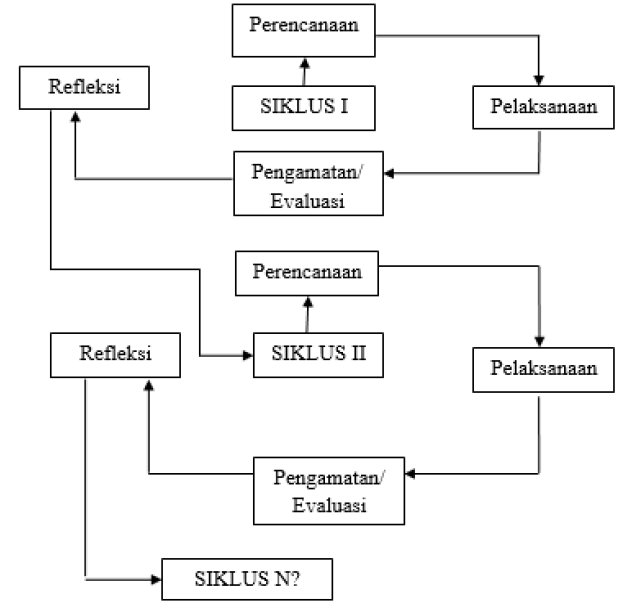 Perencanaan
Refleksi
SIKLUS I
Pelaksanaan
Pengamatan/
Evaluasi
Perencanaan
Refleksi
SIKLUS II
Pelaksanaan
Pengamatan/
Evaluasi
SIKLUS N?